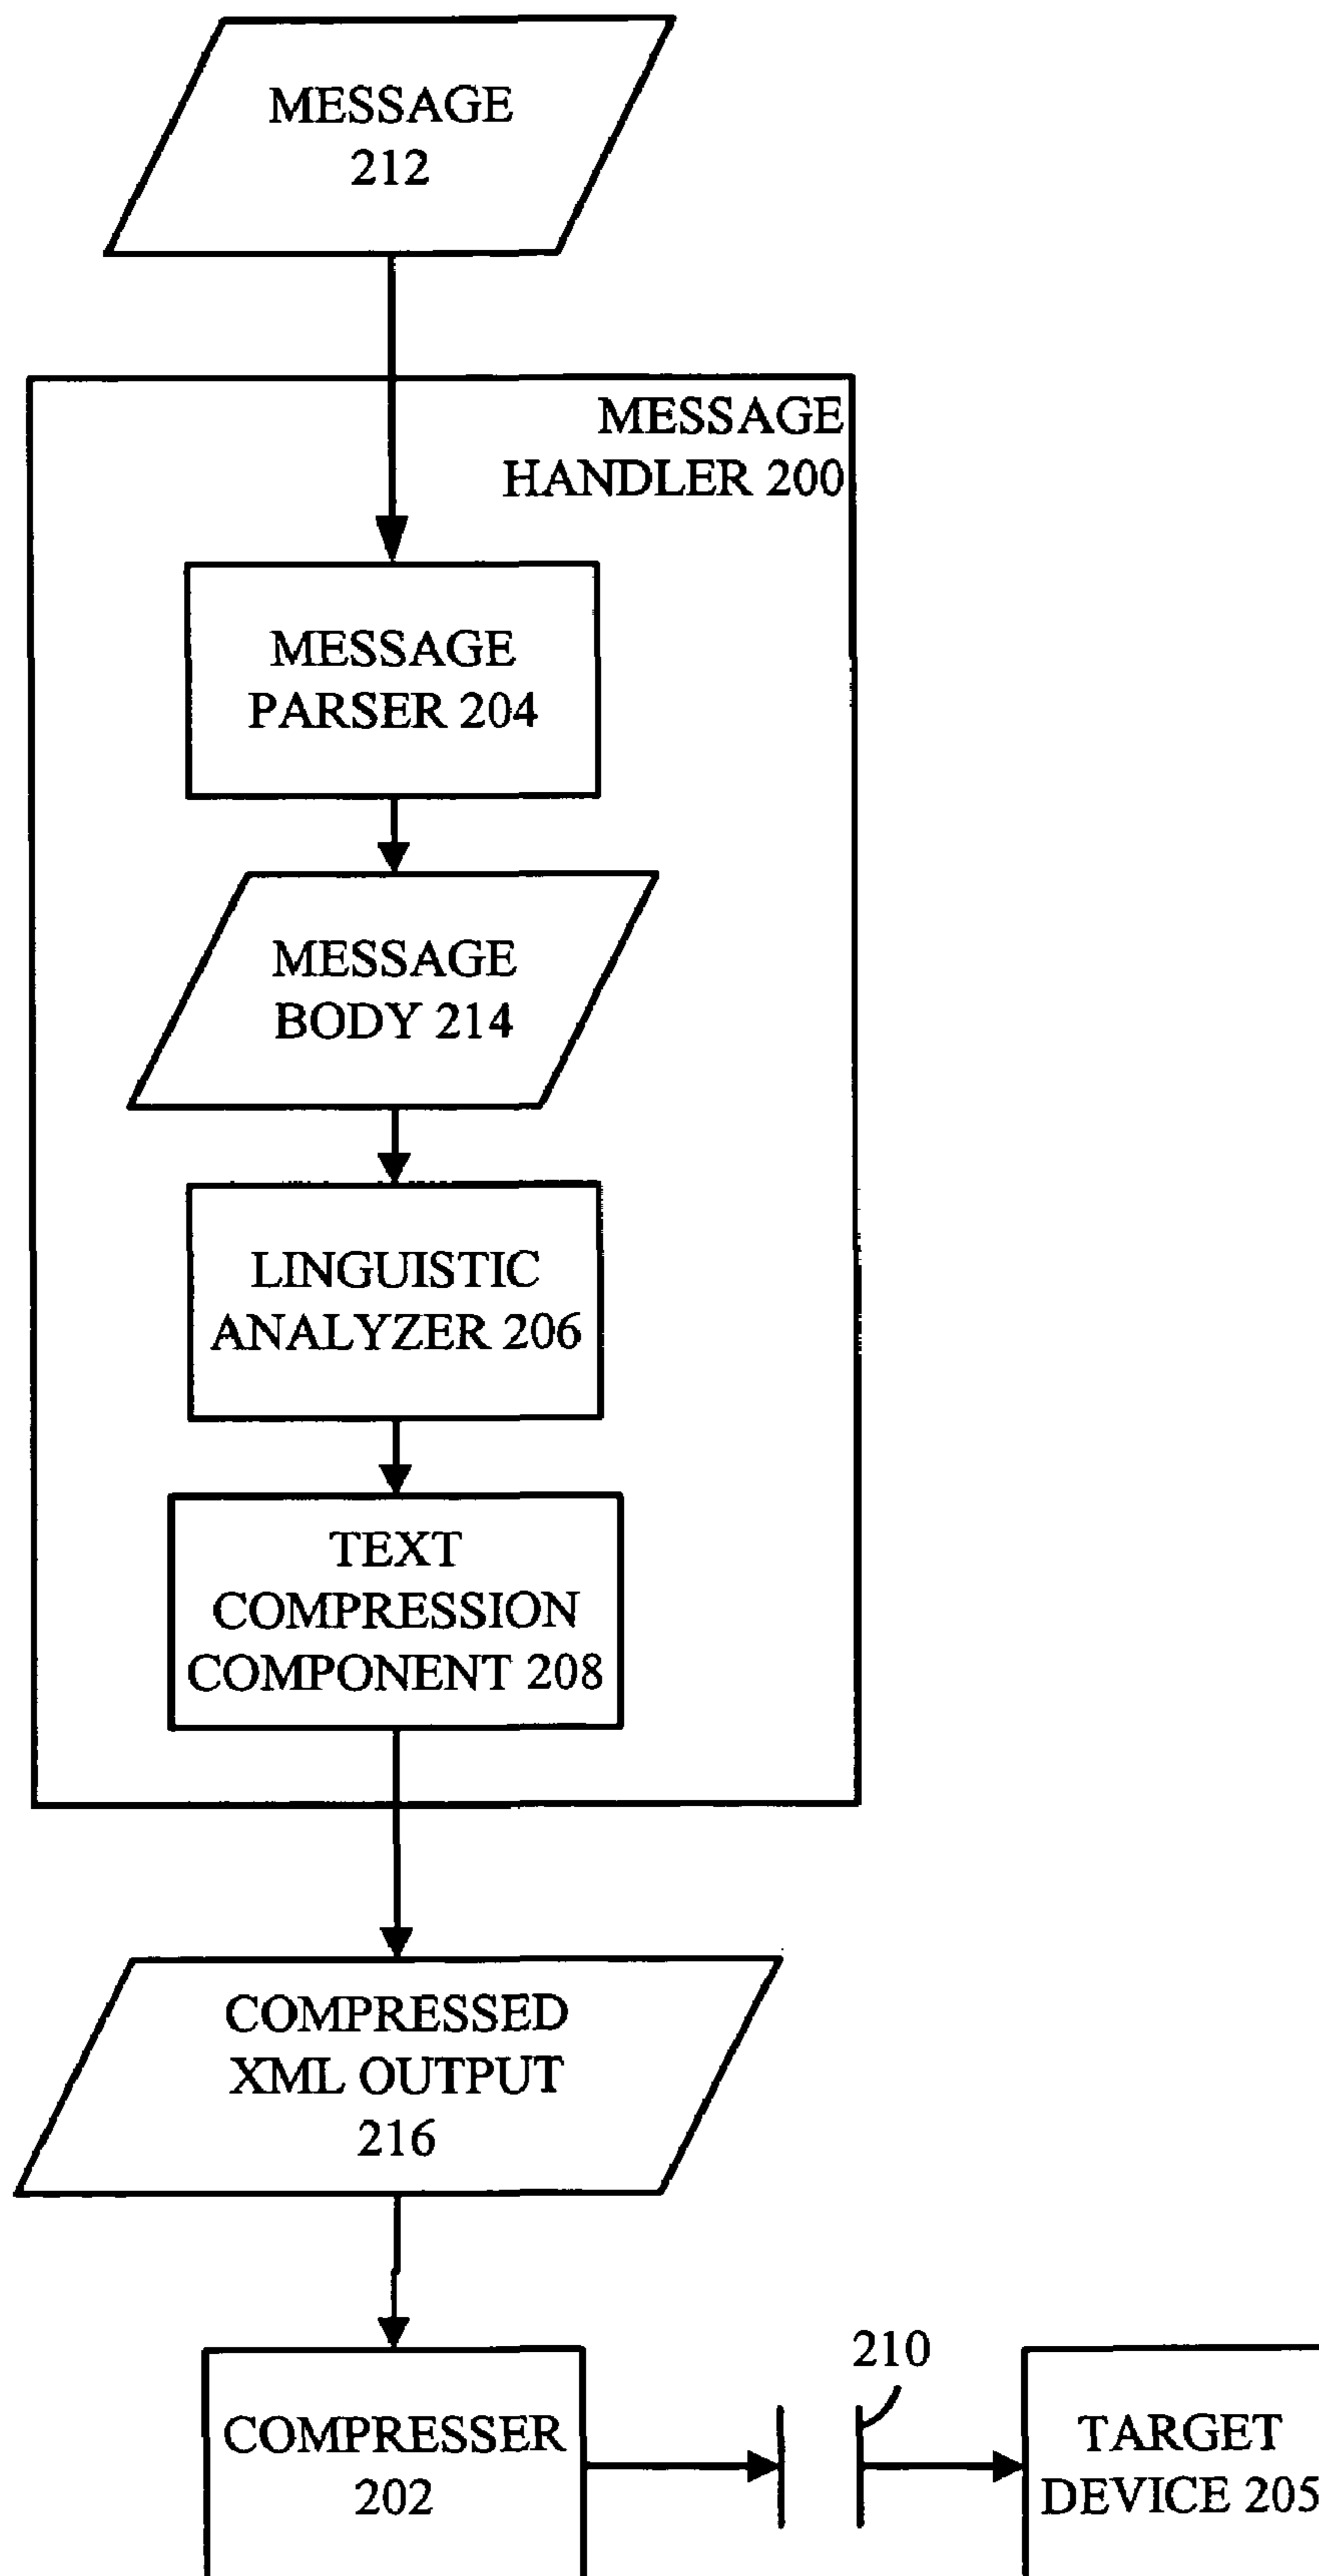 MESSAGE
212
MESSAGE
HANDLER 200
MESSAGE
PARSER 204
MESSAGE
BODY 214
LINGUISTIC
ANALYZER 206
TEXT
COMPRESSION
COMPONENT 208
COMPRESSED
XML OUTPUT
216
210
COMPRESSER
202
TARGET
DEVICE 205